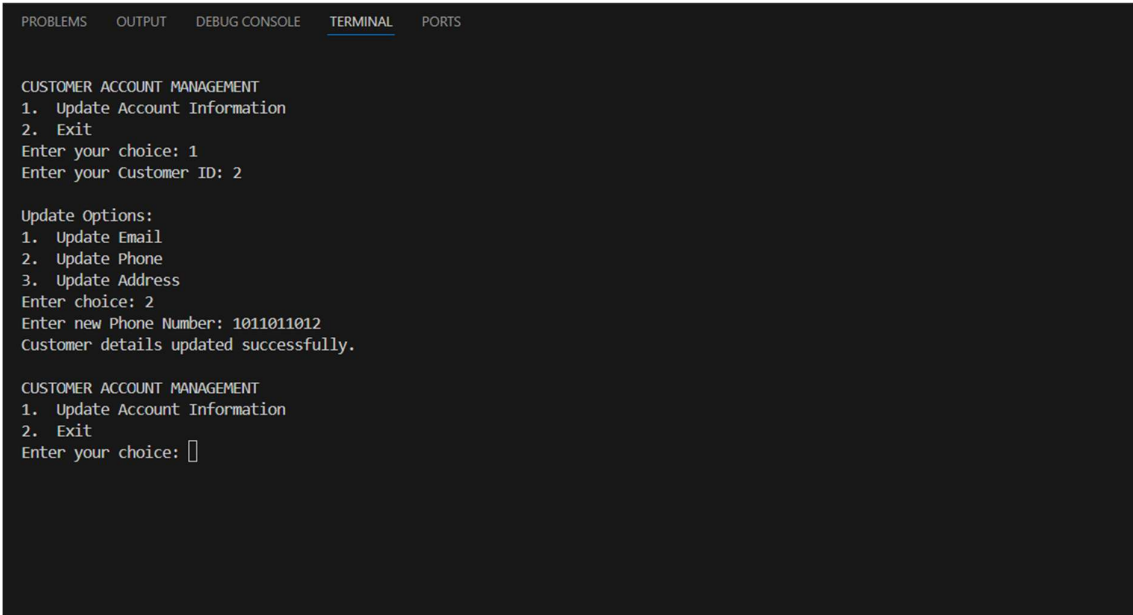 PROBLEMS OUTPUT DEBUG CONSOLE TERMINAL PORTS
CUSTOMER ACCOUNT MANAGEMENT
1.  Update Account Information
2.  Exit
Enter your choice: 1
Enter your Customer ID: 2
Update Options:
1.  Update Email
2.  Update Phone
3.  Update Address
Enter choice: 2
Enter new Phone Number: 1011011012
Customer details updated successfully.
CUSTOMER ACCOUNT MANAGEMENT
1.  Update Account Information
2.  Exit
Enter your choice: